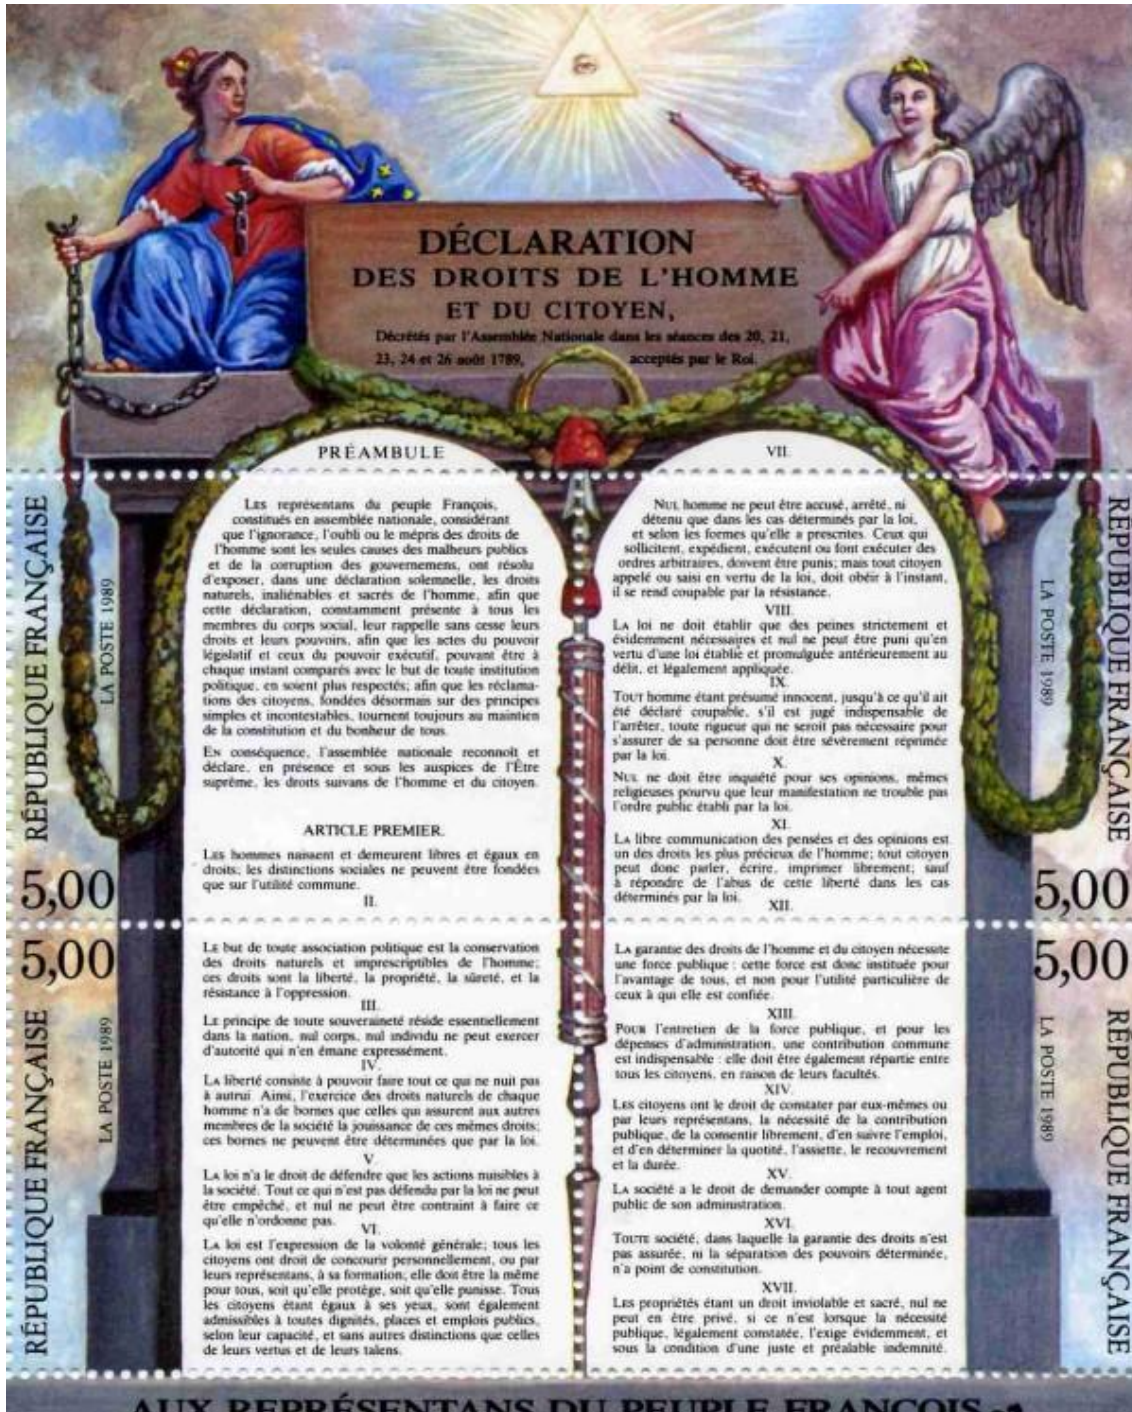 DÉCLARATION
DES DROITS DE L'HOMME
ET DU CITOYEN,
Décrétés par l'Assemblée Nationale dans les séances des 20, 21,
23, 24 et 26 août 1789, acceptés par le Roi.
PRÉAMBULE
LES représentans du peuple François,
constitués en assemblée nationale, considérant
que l'ignorance, l'oubli ou le mépris des droits de
l'homme sont les seules causes des malheurs publics
et de la corruption des gouvernemens, ont résolu
d'exposer, dans une déclaration solemnelle, les droits
naturels, inaliénables et sacrés de l'homme, afin que
cette déclaration, constamment présente à tous les
membres du corps social, leur rappelle sans cesse leurs
droits et leurs pouvoirs, afin que les actes du pouvoir
législatif et ceux du pouvoir exécutif, pouvant être à
chaque instant comparés avec le but de toute institution
politique, en soient plus respectés; afin que les réclama-
tions des citoyens, fondées désormais sur des principes
simples et incontestables, tournent toujours au maintien
de la constitution et du bonheur de tous.
EN conséquence, l'assemblée nationale reconnoît et
déclare, en présence et sous les auspices de l'Être
suprême, les droits suivans de l'homme et du citoyen.
ARTICLE PREMIER.
LES hommes naissent et demeurent libres et égaux en
droits; les distinctions sociales ne peuvent être fondées
que sur l'utilité commune.
II.
LE but de toute association politique est la conservation
des droits naturels et imprescriptibles de l'homme;
ces droits sont la liberté, la propriété, la sûreté, et la
résistance à l'oppression.
III.
LE principe de toute souveraineté réside essentiellement
dans la nation, nul corps, nul individu ne peut exercer
d'autorité qui n'en émane expressément.
IV.
LA liberté consiste à pouvoir faire tout ce qui ne nuit pas
à autrui. Ainsi, l'exercice des droits naturels de chaque
homme n'a de bornes que celles qui assurent aux autres
membres de la société la jouissance de ces mêmes droits;
ces bornes ne peuvent être déterminées que par la loi.
V.
LA loi n'a le droit de défendre que les actions nuisibles à
la société. Tout ce qui n'est pas défendu par la loi ne peut
être empêché, et nul ne peut être contraint à faire ce
qu'elle n'ordonne pas.
VI.
LA loi est l'expression de la volonté générale; tous les
citoyens ont droit de concourir personnellement, ou par
leurs représentans, à sa formation; elle doit être la même
pour tous, soit qu'elle protège, soit qu'elle punisse. Tous
les citoyens étant égaux à ses yeux, sont également
admissibles à toutes dignités, places et emplois publics,
selon leur capacité, et sans autres distinctions que celles
de leurs vertus et de leurs talens.
VII.
NUL homme ne peut être accusé, arrêté, ni
détenu que dans les cas déterminés par la loi,
et selon les formes qu'elle a prescrites. Ceux qui
sollicitent, expédient, exécutent ou font exécuter des
ordres arbitraires, doivent être punis; mais tout citoyen
appelé ou saisi en vertu de la loi, doit obéir à l'instant,
il se rend coupable par la résistance.
VIII.
LA loi ne doit établir que des peines strictement et
évidemment nécessaires et nul ne peut être puni qu'en
vertu d'une loi établie et promulguée antérieurement au
délit, et légalement appliquée.
IX.
TOUT homme étant présumé innocent, jusqu'à ce qu'il ait
été déclaré coupable, s'il est jugé indispensable de
l'arrêter, toute rigueur qui ne seroit pas nécessaire pour
s'assurer de sa personne doit être sévèrement réprimée
par la loi.
X.
NUL ne doit être inquiété pour ses opinions, mêmes
religieuses pourvu que leur manifestation ne trouble pas
l'ordre public établi par la loi.
XI.
LA libre communication des pensées et des opinions est
un des droits les plus précieux de l'homme; tout citoyen
peut donc parler, écrire, imprimer librement; sauf
à répondre de l'abus de cette liberté dans les cas
déterminés par la loi.
XII.
LA garantie des droits de l'homme et du citoyen nécessite
une force publique : cette force est donc instituée pour
l'avantage de tous, et non pour l'utilité particulière de
ceux à qui elle est confiée.
XIII.
POUR l'entretien de la force publique, et pour les
dépenses d'administration, une contribution commune
est indispensable : elle doit être également répartie entre
tous les citoyens, en raison de leurs facultés.
XIV.
LES citoyens ont le droit de constater par eux-mêmes ou
par leurs représentans, la nécessité de la contribution
publique, de la consentir librement, d'en suivre l'emploi,
et d'en déterminer la quotité, l'assiette, le recouvrement
et la durée.
XV.
LA société a le droit de demander compte à tout agent
public de son administration.
XVI.
TOUTE société, dans laquelle la garantie des droits n'est
pas assurée, ni la séparation des pouvoirs déterminée,
n'a point de constitution.
XVII.
LES propriétés étant un droit inviolable et sacré, nul ne
peut en être privé, si ce n'est lorsque la nécessité
publique, légalement constatée, l'exige évidemment, et
sous la condition d'une juste et préalable indemnité.
RÉPUBLIQUE FRANÇAISE
LA POSTE 1989
5,00
5,00
RÉPUBLIQUE FRANÇAISE
LA POSTE 1989
RÉPUBLIQUE FRANÇAISE
LA POSTE 1989
5,00
5,00
RÉPUBLIQUE FRANÇAISE
LA POSTE 1989
AUX REPRÉSENTANS DU PEUPLE FRANÇOIS